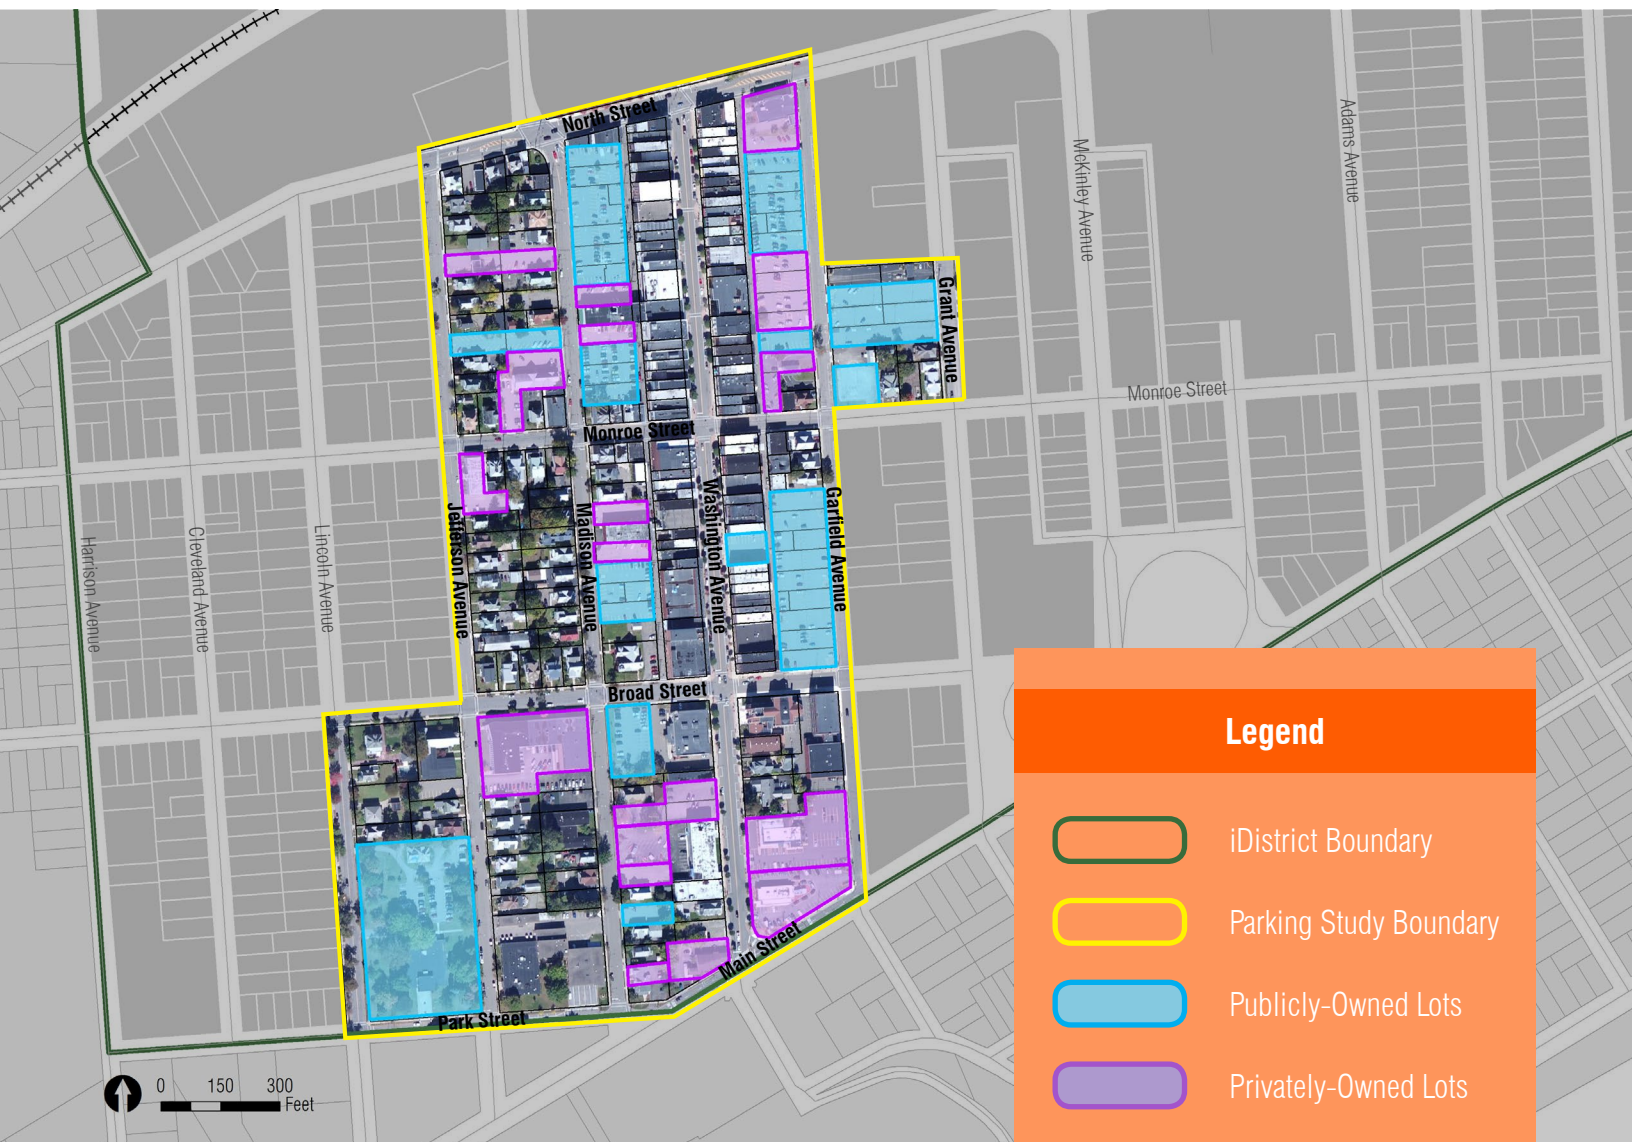 North Street
Adams Avenue
McKinley Avenue
Grant Avenue
Monroe Street
Monroe Street
Jefferson Avenue
Madison Avenue
Washington Avenue
Garfield Avenue
Harrison Avenue
Cleveland Avenue
Lincoln Avenue
Broad Street
Main Street
Park Street
0 150 300
Feet
Legend
iDistrict Boundary
Parking Study Boundary
Publicly-Owned Lots
Privately-Owned Lots